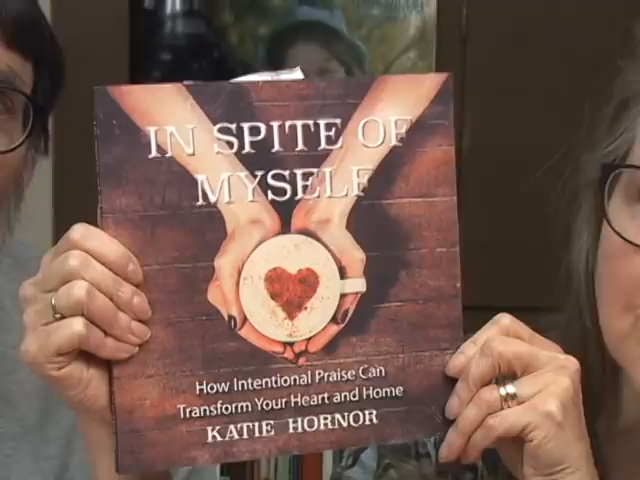 IN SPITE OF
MYSELF
How Intentional Praise Can
Transform Your Heart and Home
KATIE HORNOR